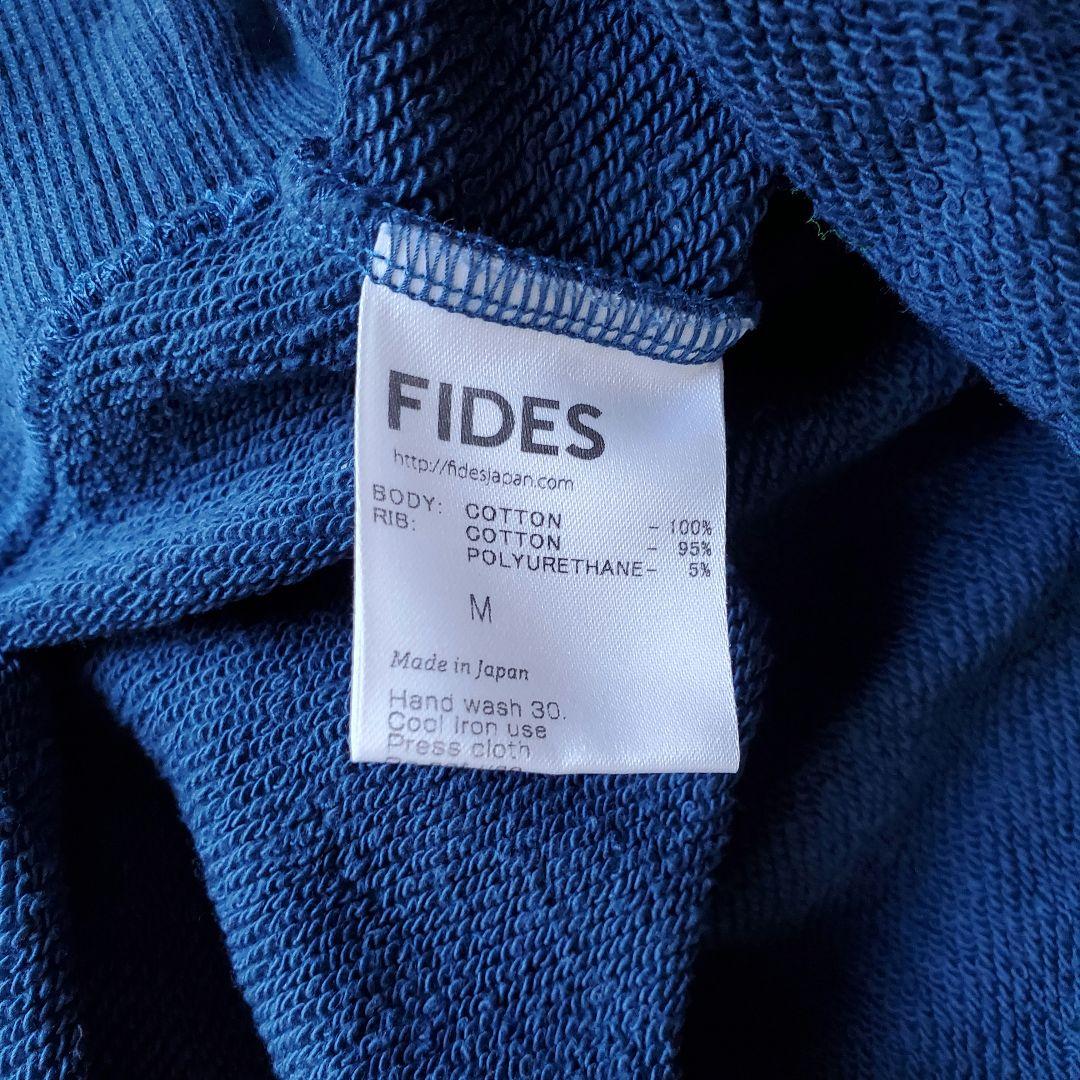 FIDES
http://fidesjapan.com
BODY: COTTON - 100%
RIB: COTTON - 95%
POLYURETHANE- 5%
M
Made in Japan
Hand wash 30.
Cool Iron use
Press cloth